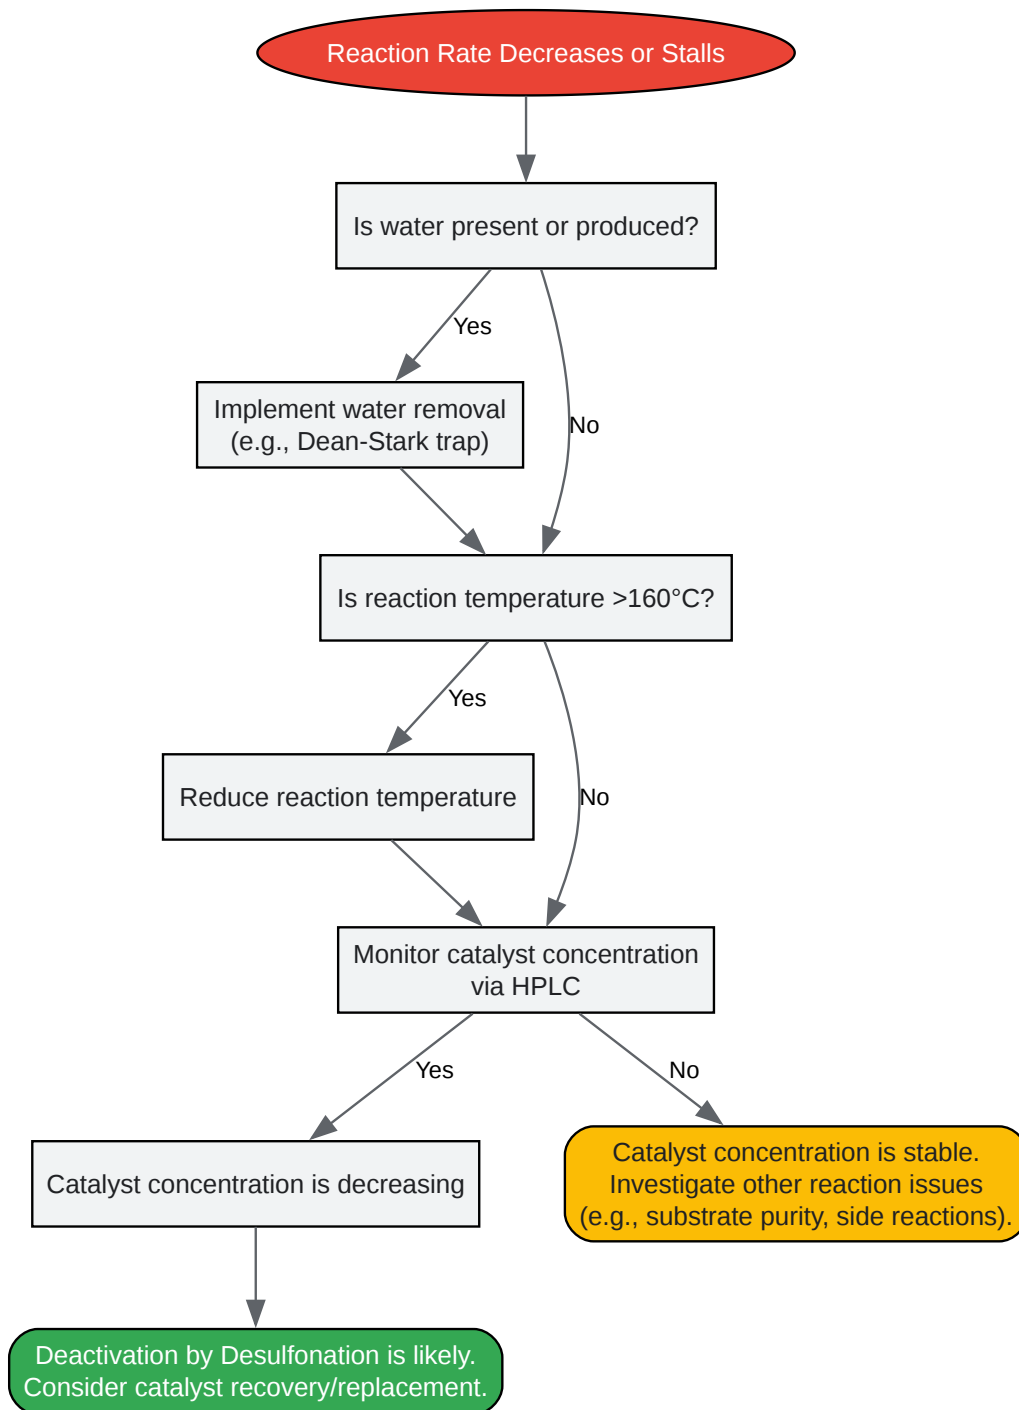 Reaction Rate Decreases or Stalls
Is water present or produced?
Yes
No
Implement water removal
(e.g., Dean-Stark trap)
Is reaction temperature >160°C?
Yes
No
Reduce reaction temperature
Monitor catalyst concentration
via HPLC
Yes
No
Catalyst concentration is decreasing
Catalyst concentration is stable.
Investigate other reaction issues
(e.g., substrate purity, side reactions).
Deactivation by Desulfonation is likely.
Consider catalyst recovery/replacement.